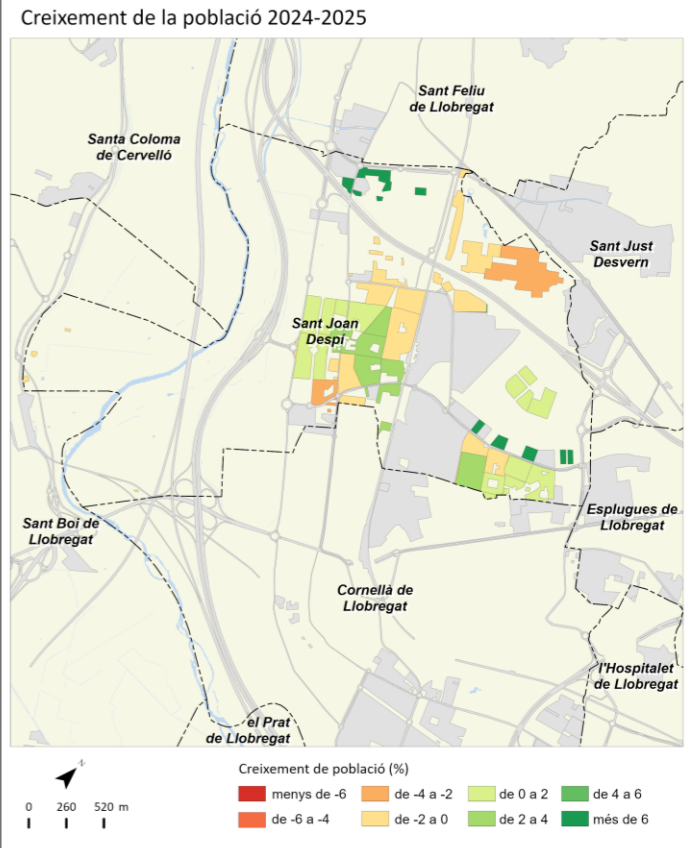 Creixement de la població 2024-2025
Sant Feliu
de Llobregat
Santa Coloma
de Cervelló
Sant Just
Desvern
Sant Joan
Despí
Sant Boi de
Llobregat
Esplugues de
Llobregat
Cornellà de
Llobregat
l'Hospitalet
de Llobregat
el Prat
de Llobregat
N
0 260 520 m
Creixement de població (%)
menys de -6 de -4 a -2 de 0 a 2 de 4 a 6
de -6 a -4 de -2 a 0 de 2 a 4 més de 6